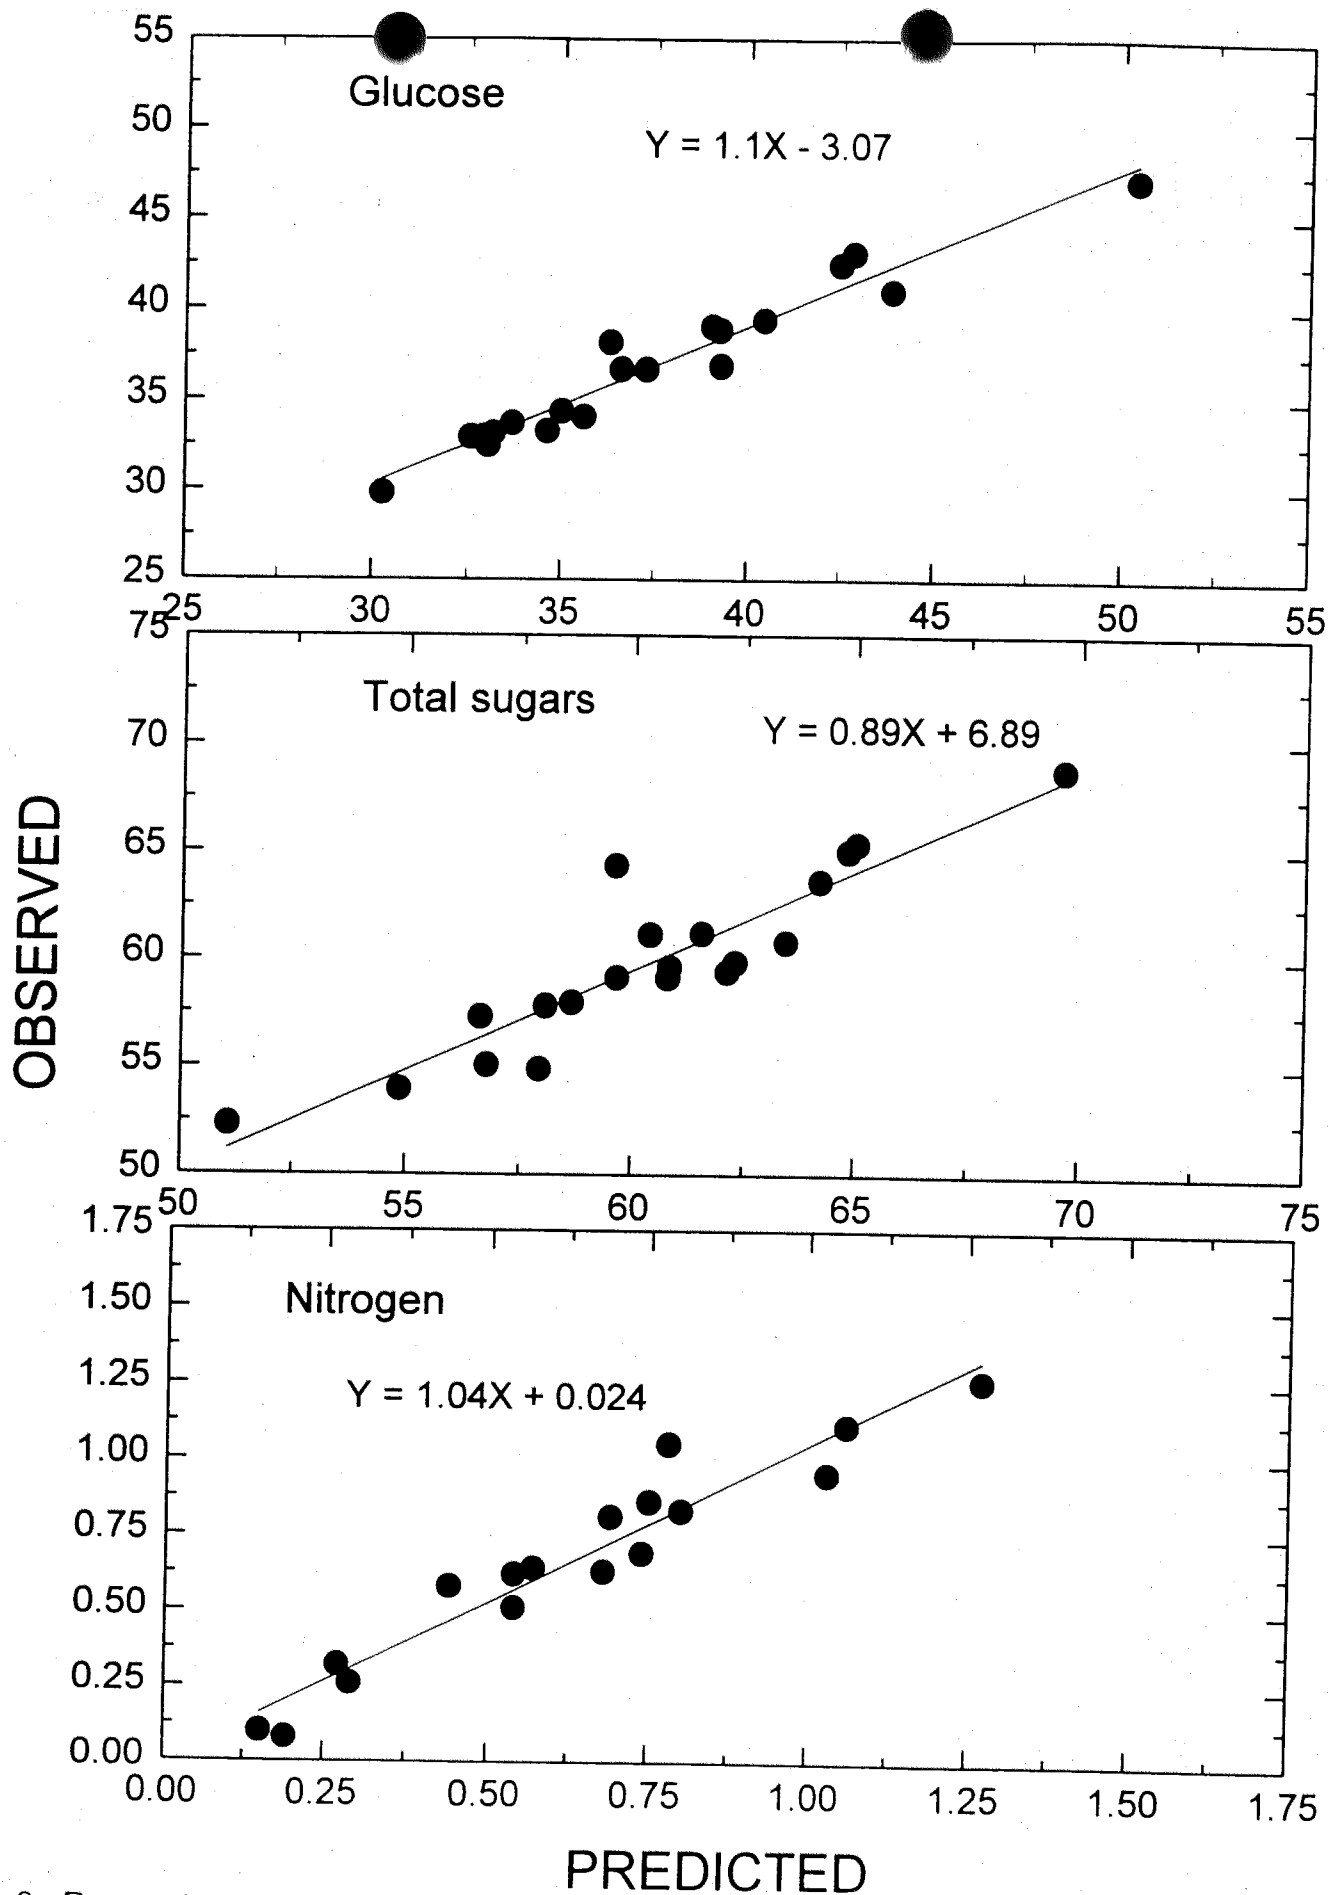 55
Glucose
Y = 1.1X - 3.07
50
45
40
35
30
25
25 30 35 40 45 50 55
75
Total sugars
Y = 0.89X + 6.89
70
65
60
55
50
50 55 60 65 70 75
OBSERVED
1.75
Nitrogen
1.50
Y = 1.04X + 0.024
1.25
1.00
0.75
0.50
0.25
0.00
0.00 0.25 0.50 0.75 1.00 1.25 1.50 1.75
PREDICTED